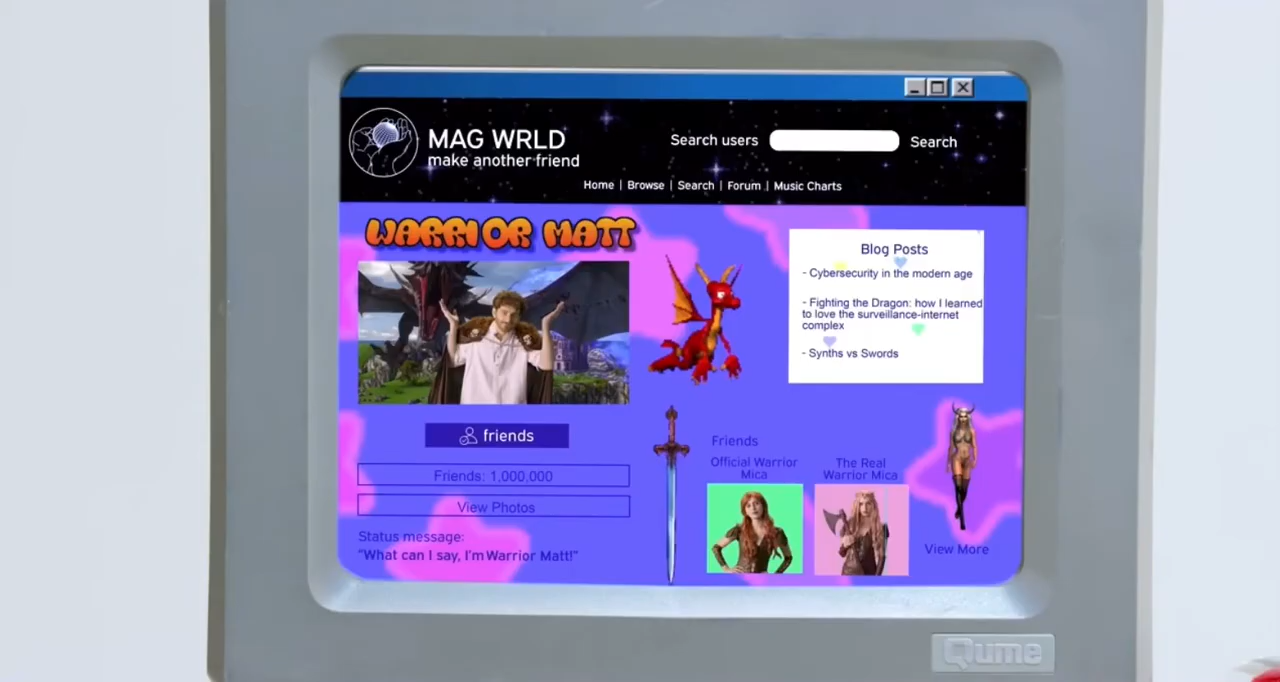 MAG WRLD
make another friend
Search users
Search
Home | Browse | Search | Forum | Music Charts
WARRIOR MATT
Blog Posts
- Cybersecurity in the modern age
- Fighting the Dragon: how I learned
to love the surveillance-internet
complex
- Synths vs Swords
friends
Friends: 1,000,000
View Photos
Status message:
"What can I say, I'm Warrior Matt!"
Friends
Official Warrior
Mica
The Real
Warrior Mica
View More
Qume